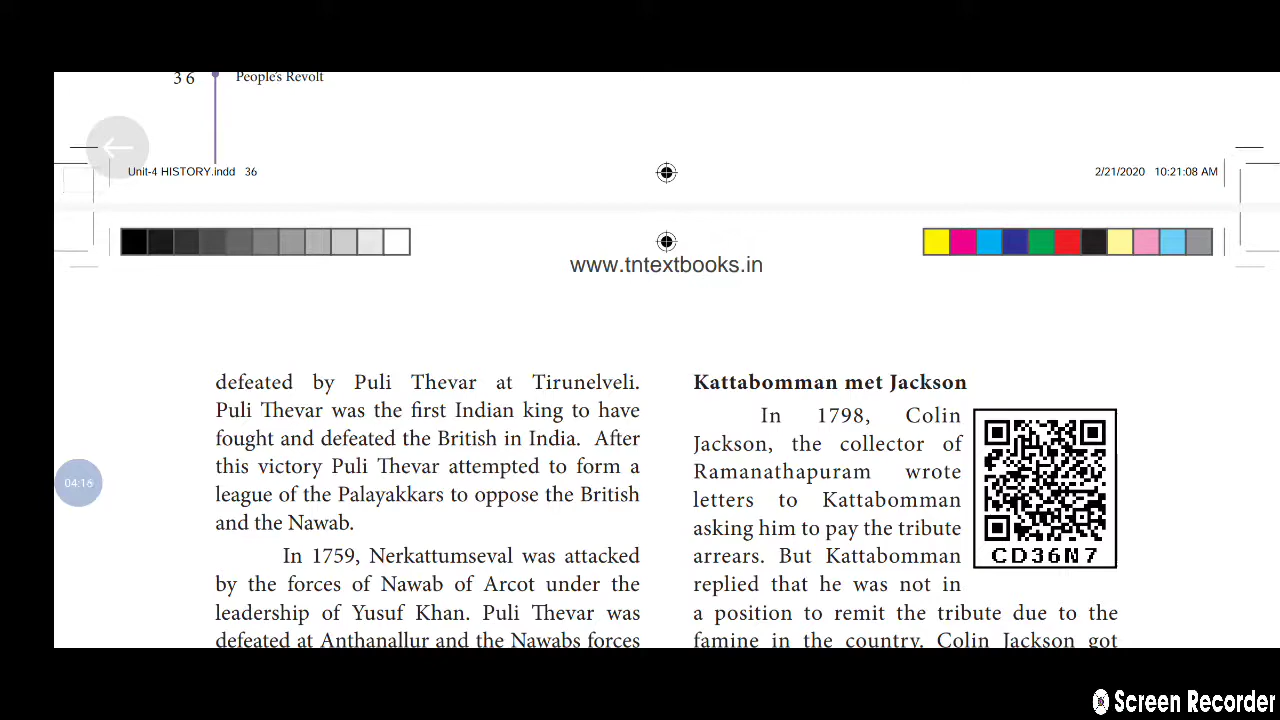 36 People's Revolt
Unit-4 HISTORY.indd 36
2/21/2020 10:21:08 AM
www.tntextbooks.in
defeated by Puli Thevar at Tirunelveli.
Puli Thevar was the first Indian king to have
fought and defeated the British in India. After
this victory Puli Thevar attempted to form a
league of the Palayakkars to oppose the British
and the Nawab.
In 1759, Nerkattumseval was attacked
by the forces of Nawab of Arcot under the
leadership of Yusuf Khan. Puli Thevar was
defeated at Anthanallur and the Nawabs forces
Kattabomman met Jackson
In 1798, Colin
Jackson, the collector of
Ramanathapuram wrote
letters to Kattabomman
asking him to pay the tribute
arrears. But Kattabomman
replied that he was not in
a position to remit the tribute due to the
famine in the country. Colin Jackson got
CD36N7
04:16
Screen Recorder